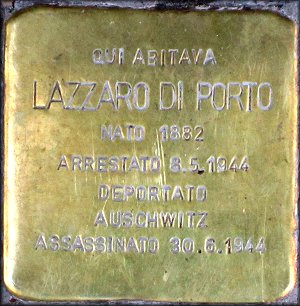 QUI ABITAVA
LAZZARO DI PORTO
NATO 1882
ARRESTATO 8.5.1944
DEPORTATO
AUSCHWITZ
ASSASSINATO 30.6.1944